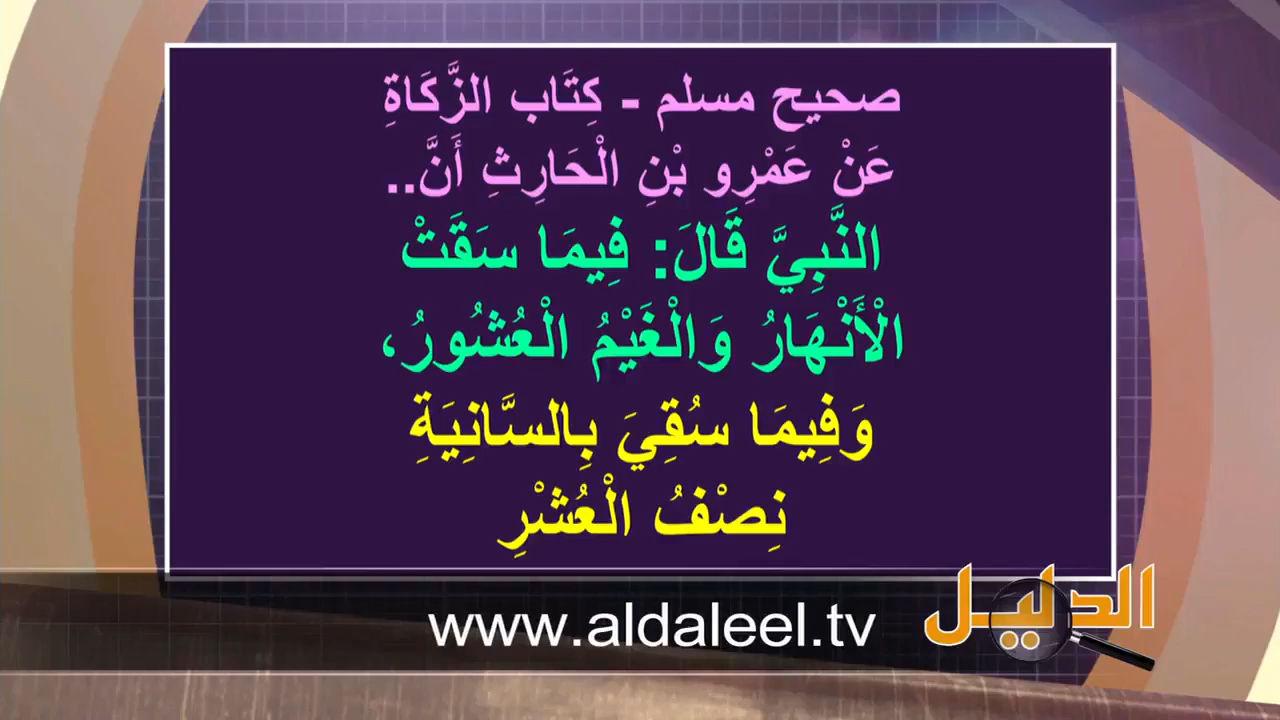 صحيح مسلم - كِتَاب الزَّكَاةِ
عَنْ عَمْرِو بْنِ الْحَارِثِ أَنَّ..
النَّبِيَّ قَالَ: فِيمَا سَقَتْ
الْأَنْهَارُ وَالْغَيْمُ الْعُشُورُ،
وَفِيمَا سُقِيَ بِالسَّانِيَةِ
نِصْفُ الْعُشْرِ
www.aldaleel.tv
الدليل